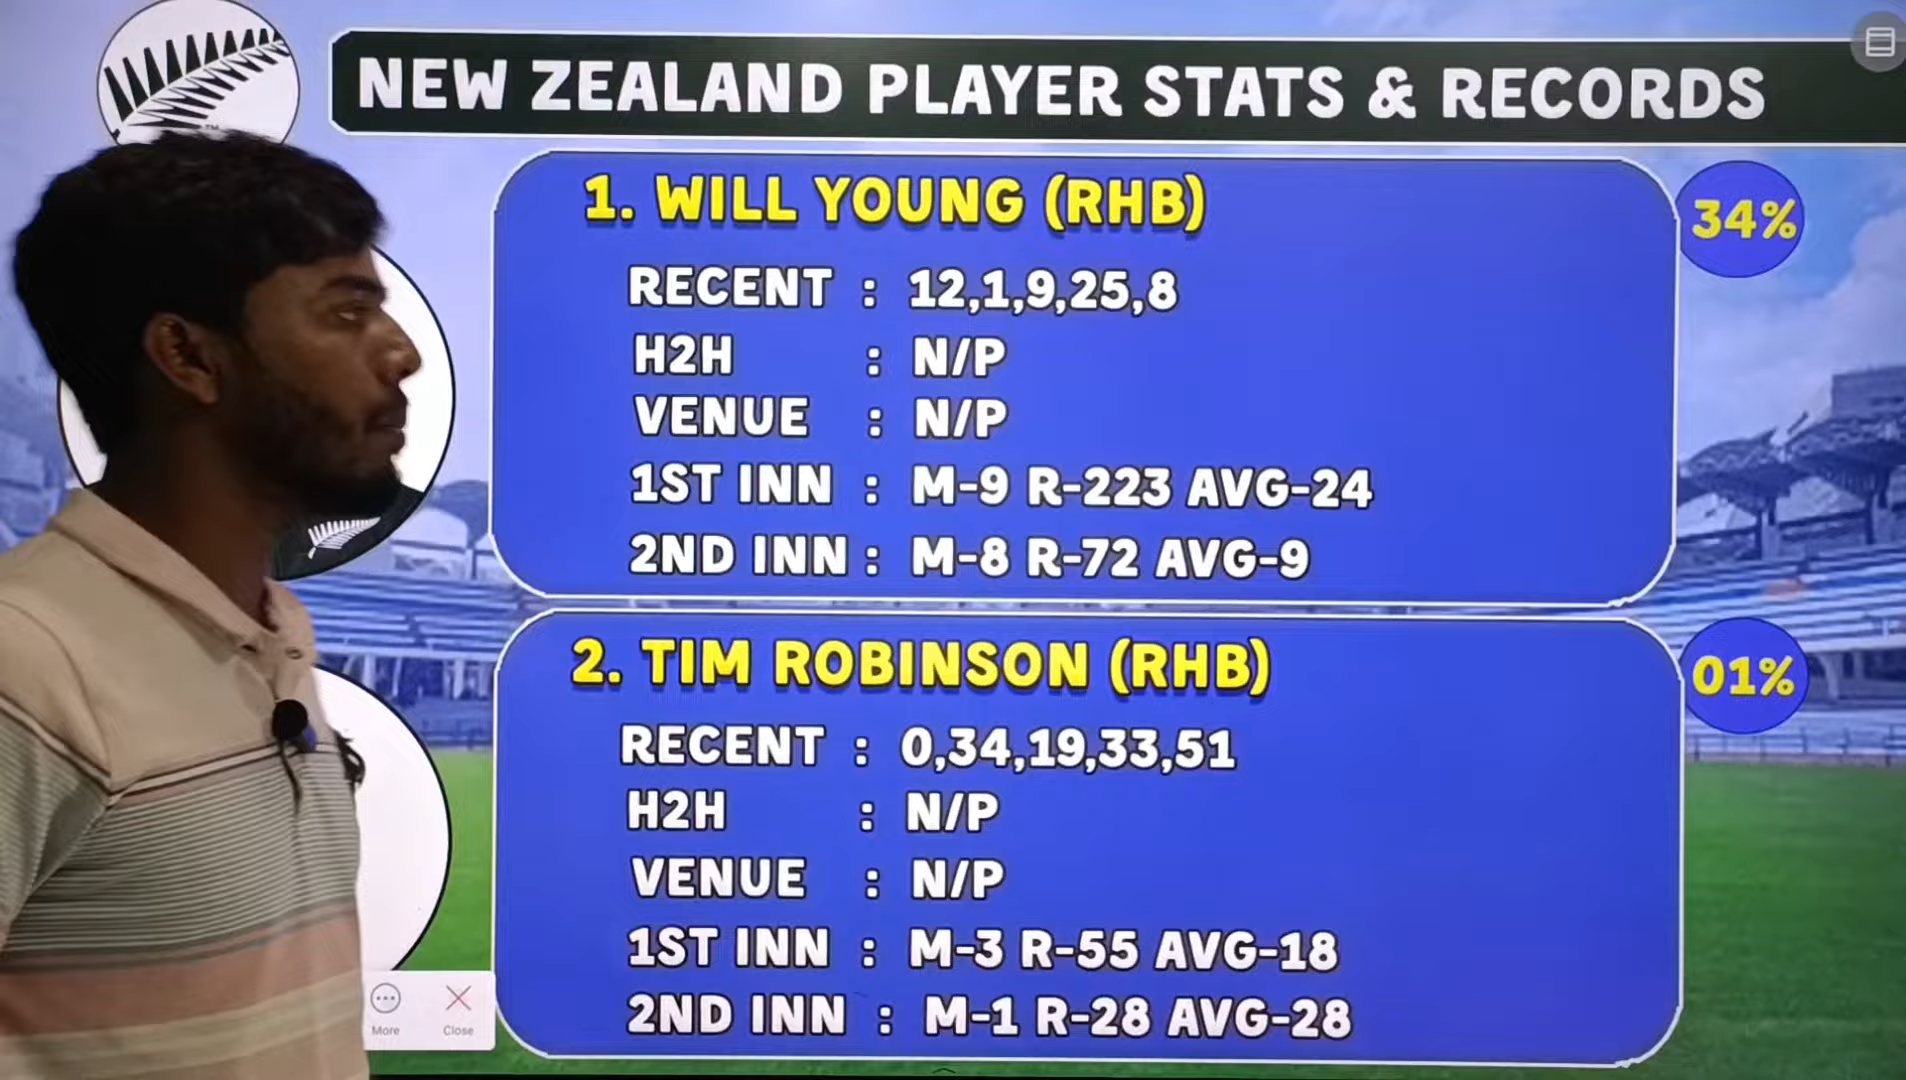 NEW ZEALAND PLAYER STATS & RECORDS
1. WILL YOUNG (RHB)
34%
RECENT : 12,1,9,25,8
H2H : N/P
VENUE : N/P
1ST INN : M-9 R-223 AVG-24
2ND INN : M-8 R-72 AVG-9
2. TIM ROBINSON (RHB)
01%
RECENT : 0,34,19,33,51
H2H : N/P
VENUE : N/P
1ST INN : M-3 R-55 AVG-18
2ND INN : M-1 R-28 AVG-28
More
Close
TM